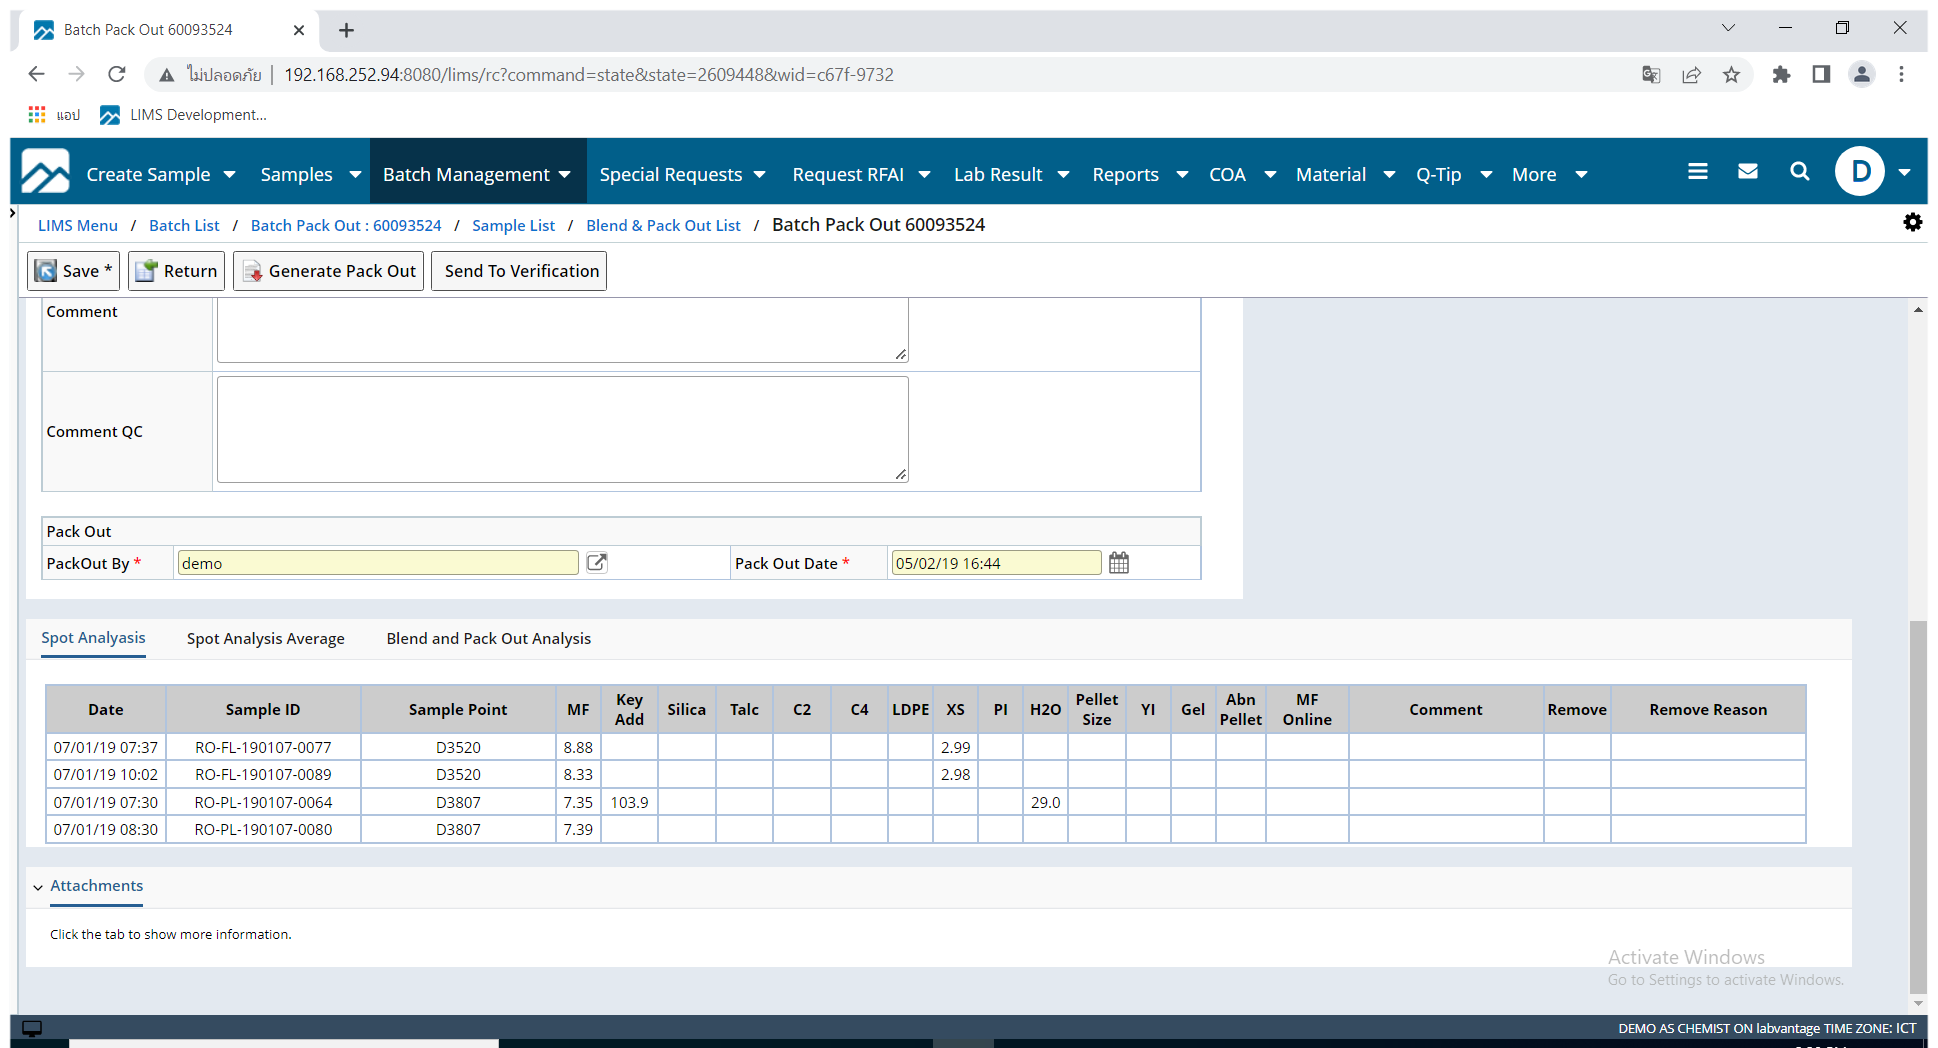 Batch Pack Out 60093524
ไม่ปลอดภัย 192.168.252.94:8080/lims/rc?command=state&state=2609448&wid=c67f-9732
แอป LIMS Development...
Create Sample Samples Batch Management Special Requests Request RFAI Lab Result Reports COA Material Q-Tip More D
LIMS Menu / Batch List / Batch Pack Out : 60093524 / Sample List / Blend & Pack Out List / Batch Pack Out 60093524
Save * Return Generate Pack Out Send To Verification
Comment
Comment QC
Pack Out
PackOut By * demo Pack Out Date * 05/02/19 16:44
Spot Analyasis Spot Analysis Average Blend and Pack Out Analysis
Date Sample ID Sample Point MF Key Add Silica Talc C2 C4 LDPE XS PI H2O Pellet Size YI Gel Abn Pellet MF Online Comment Remove Remove Reason
07/01/19 07:37 RO-FL-190107-0077 D3520 8.88 2.99
07/01/19 10:02 RO-FL-190107-0089 D3520 8.33 2.98
07/01/19 07:30 RO-PL-190107-0064 D3807 7.35 103.9 29.0
07/01/19 08:30 RO-PL-190107-0080 D3807 7.39
Attachments
Click the tab to show more information.
Activate Windows
Go to Settings to activate Windows.
DEMO AS CHEMIST ON labvantage TIME ZONE: ICT